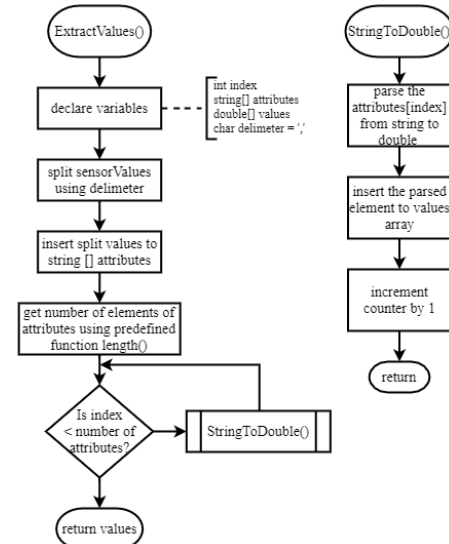 ExtractValues()
declare variables
int index
string[] attributes
double[] values
char delimeter = ','
split sensorValues
using delimeter
insert split values to
string [] attributes
get number of elements of
attributes using predefined
function length()
Is index
< number of
attributes?
StringToDouble()
return values
StringToDouble()
parse the
attributes[index]
from string to
double
insert the parsed
element to values
array
increment
counter by 1
return